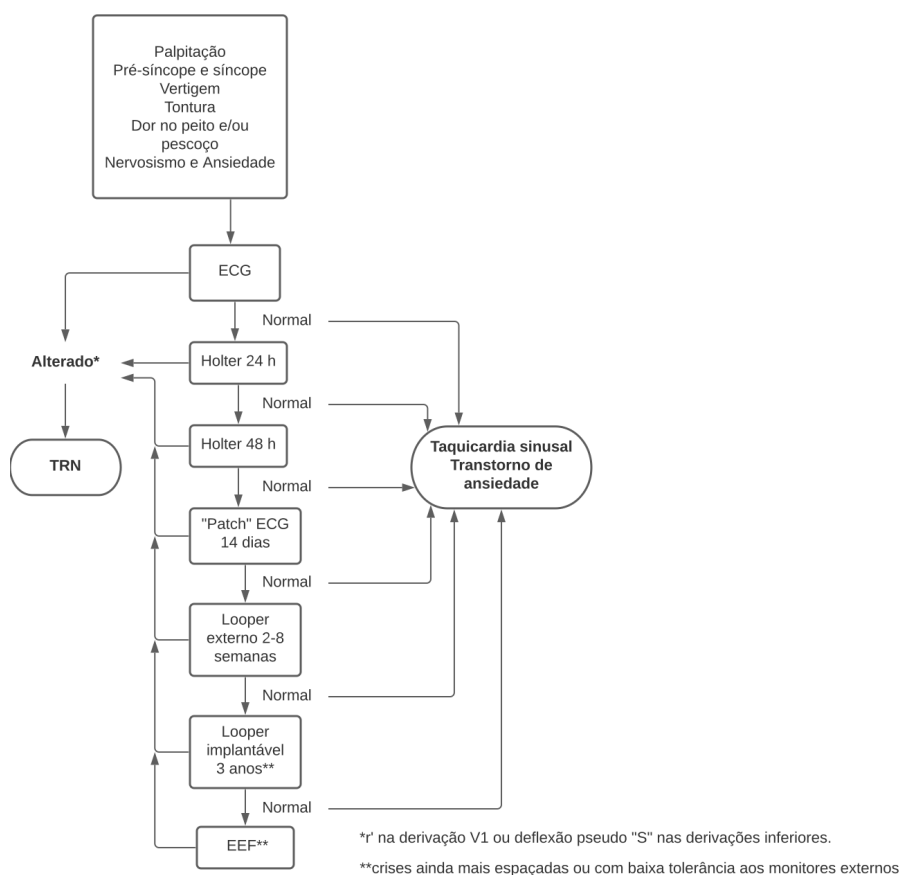 Palpitação
Pré-síncope e síncope
Vertigem
Tontura
Dor no peito e/ou
pescoço
Nervosismo e Ansiedade
ECG
Normal
Alterado*
Holter 24 h
Normal
Holter 48 h
TRN
Taquicardia sinusal
Transtorno de
ansiedade
Normal
"Patch" ECG
14 dias
Normal
Looper
externo 2-8
semanas
Normal
Looper
implantável
3 anos**
Normal
EEF**
*r' na derivação V1 ou deflexão pseudo "S" nas derivações inferiores.
**crises ainda mais espaçadas ou com baixa tolerância aos monitores externos